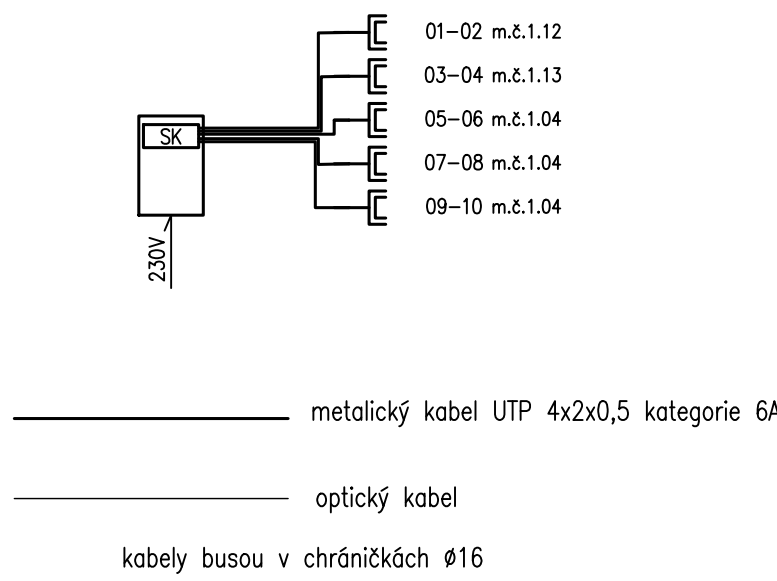 01-02 m.č.1.12
03-04 m.č.1.13
05-06 m.č.1.04
07-08 m.č.1.04
09-10 m.č.1.04
SK
230V
metalický kabel UTP 4x2x0,5 kategorie 6A
optický kabel
kabely busou v chráničkách ø16